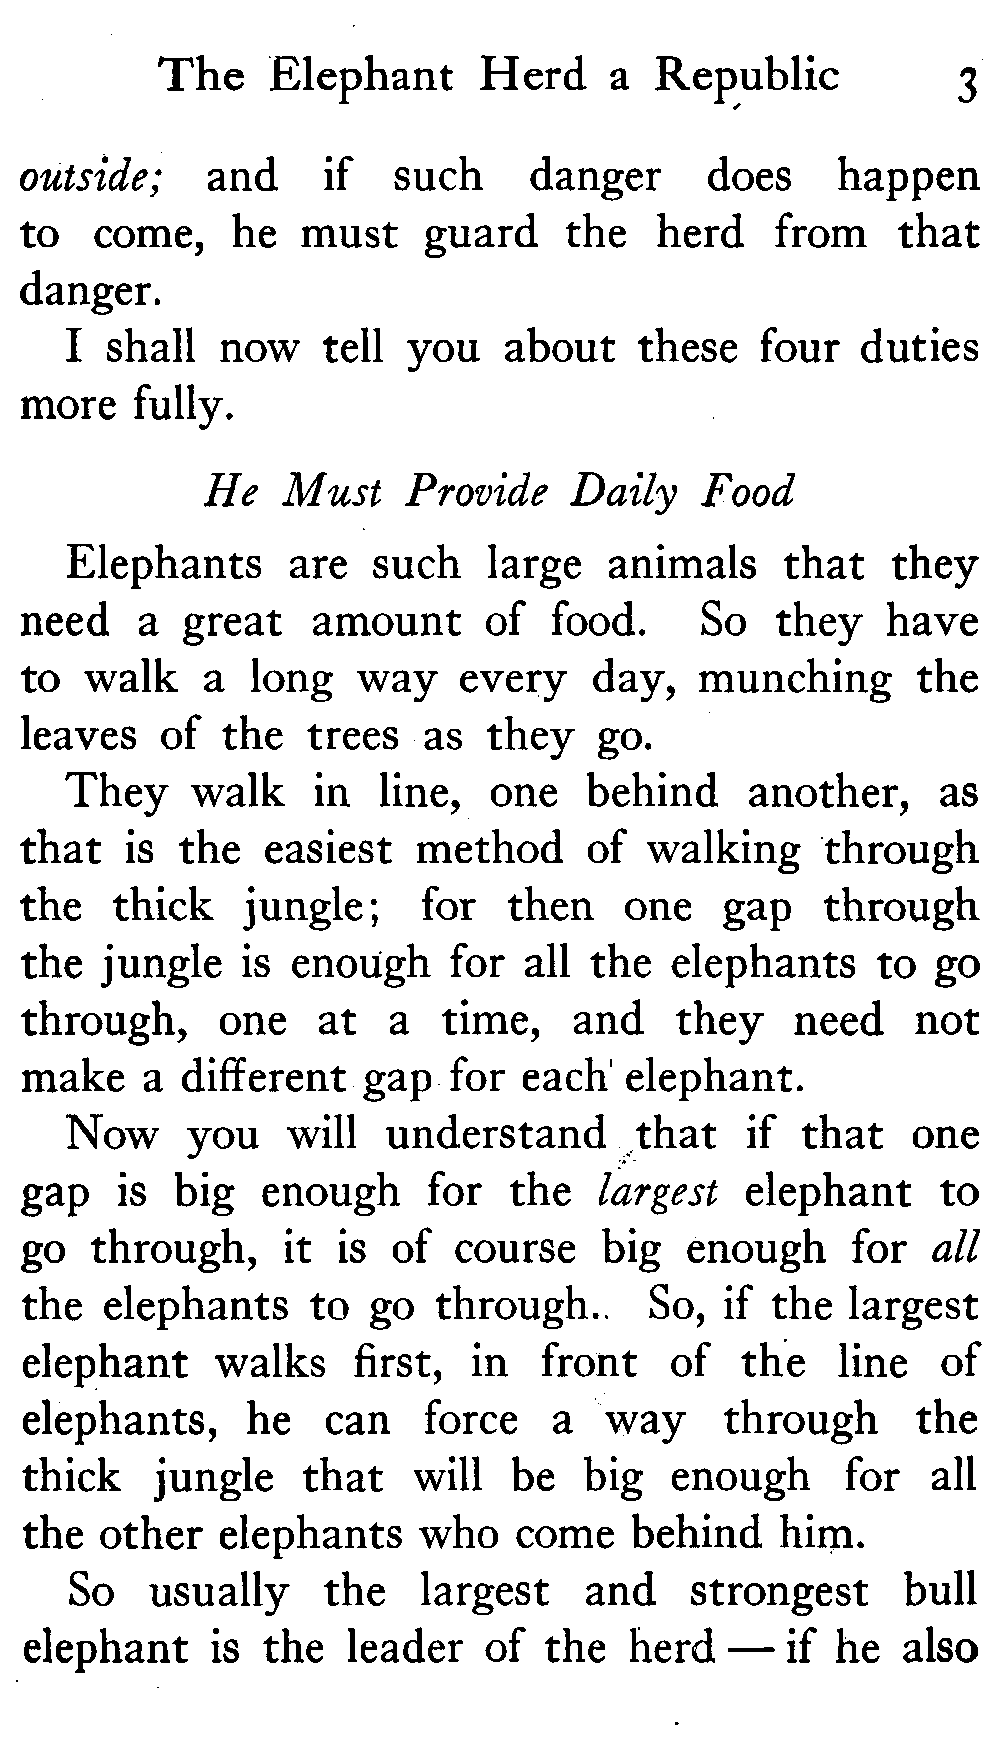 The Elephant Herd a Republic 3
outside; and if such danger does happen
to come, he must guard the herd from that
danger.
I shall now tell you about these four duties
more fully.
He Must Provide Daily Food
Elephants are such large animals that they
need a great amount of food. So they have
to walk a long way every day, munching the
leaves of the trees as they go.
They walk in line, one behind another, as
that is the easiest method of walking through
the thick jungle; for then one gap through
the jungle is enough for all the elephants to go
through, one at a time, and they need not
make a different gap for each elephant.
Now you will understand that if that one
gap is big enough for the largest elephant to
go through, it is of course big enough for all
the elephants to go through.. So, if the largest
elephant walks first, in front of the line of
elephants, he can force a way through the
thick jungle that will be big enough for all
the other elephants who come behind him.
So usually the largest and strongest bull
elephant is the leader of the herd — if he also